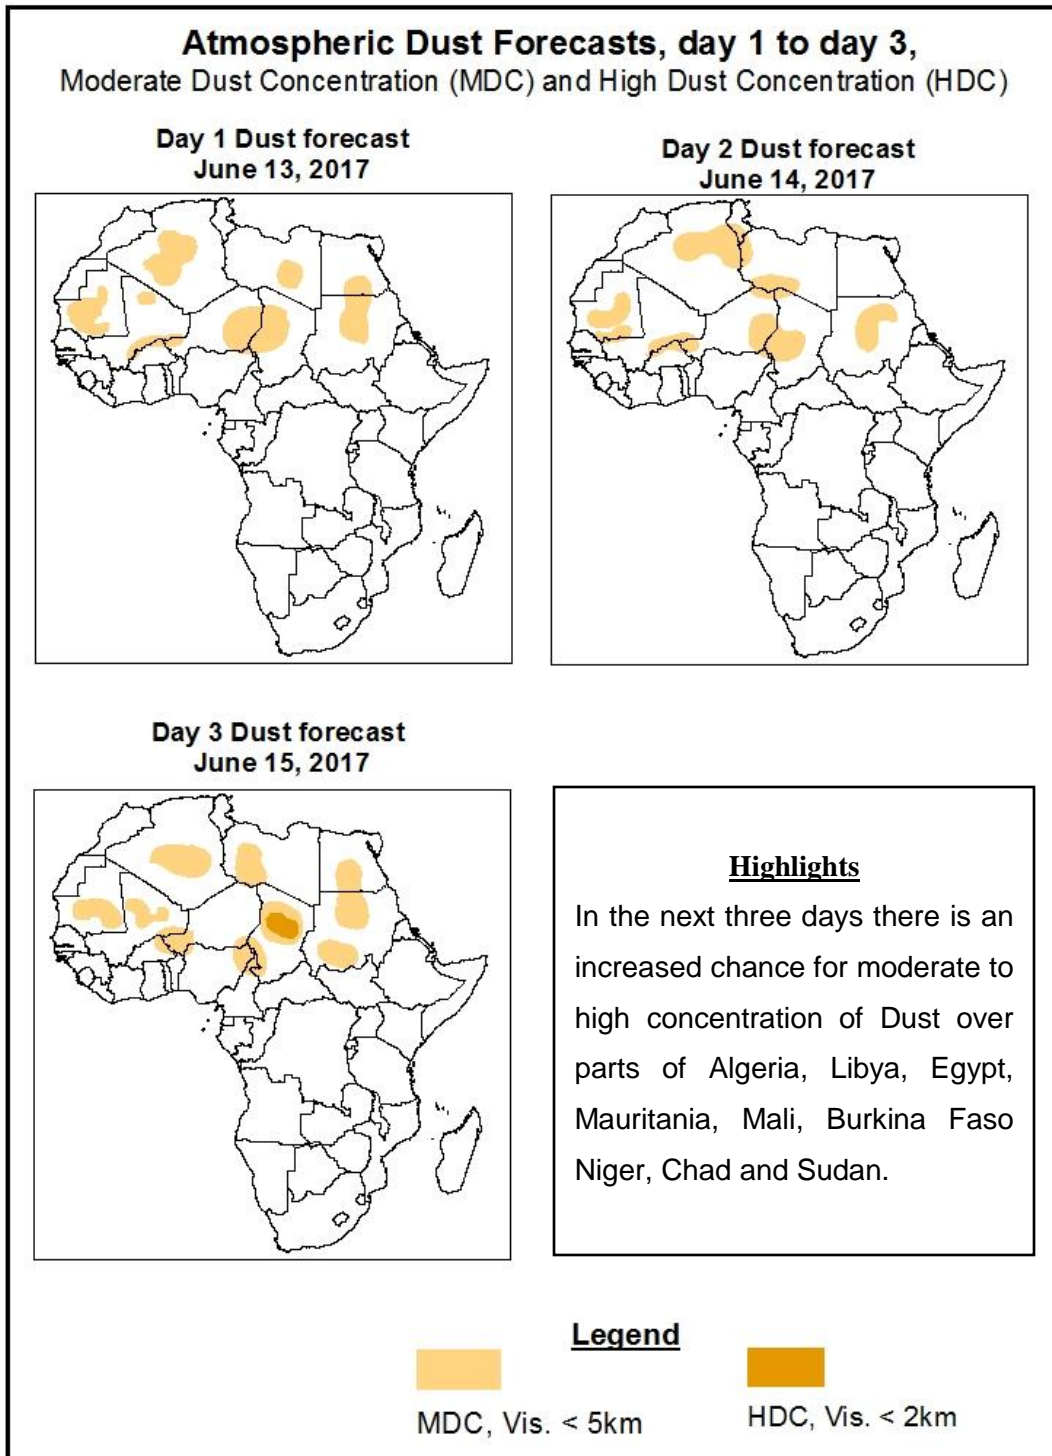 Atmospheric Dust Forecasts, day 1 to day 3,
Moderate Dust Concentration (MDC) and High Dust Concentration (HDC)
Day 1 Dust forecast
June 13, 2017
Day 2 Dust forecast
June 14, 2017
Day 3 Dust forecast
June 15, 2017
Highlights
In the next three days there is an
increased chance for moderate to
high concentration of Dust over
parts of Algeria, Libya, Egypt,
Mauritania, Mali, Burkina Faso
Niger, Chad and Sudan.
Legend
MDC, Vis. < 5km
HDC, Vis. < 2km